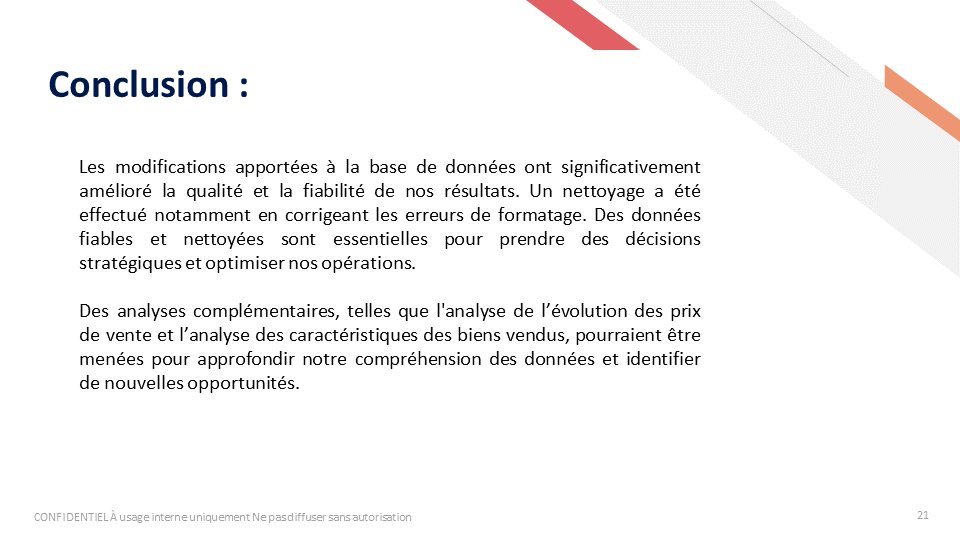 Conclusion :
Les modifications apportées à la base de données ont significativement
amélioré la qualité et la fiabilité de nos résultats. Un nettoyage a été
effectué notamment en corrigeant les erreurs de formatage. Des données
fiables et nettoyées sont essentielles pour prendre des décisions
stratégiques et optimiser nos opérations.
Des analyses complémentaires, telles que l'analyse de l’évolution des prix
de vente et l’analyse des caractéristiques des biens vendus, pourraient être
menées pour approfondir notre compréhension des données et identifier
de nouvelles opportunités.
CONFIDENTIEL À usage interne uniquement Ne pas diffuser sans autorisation
21